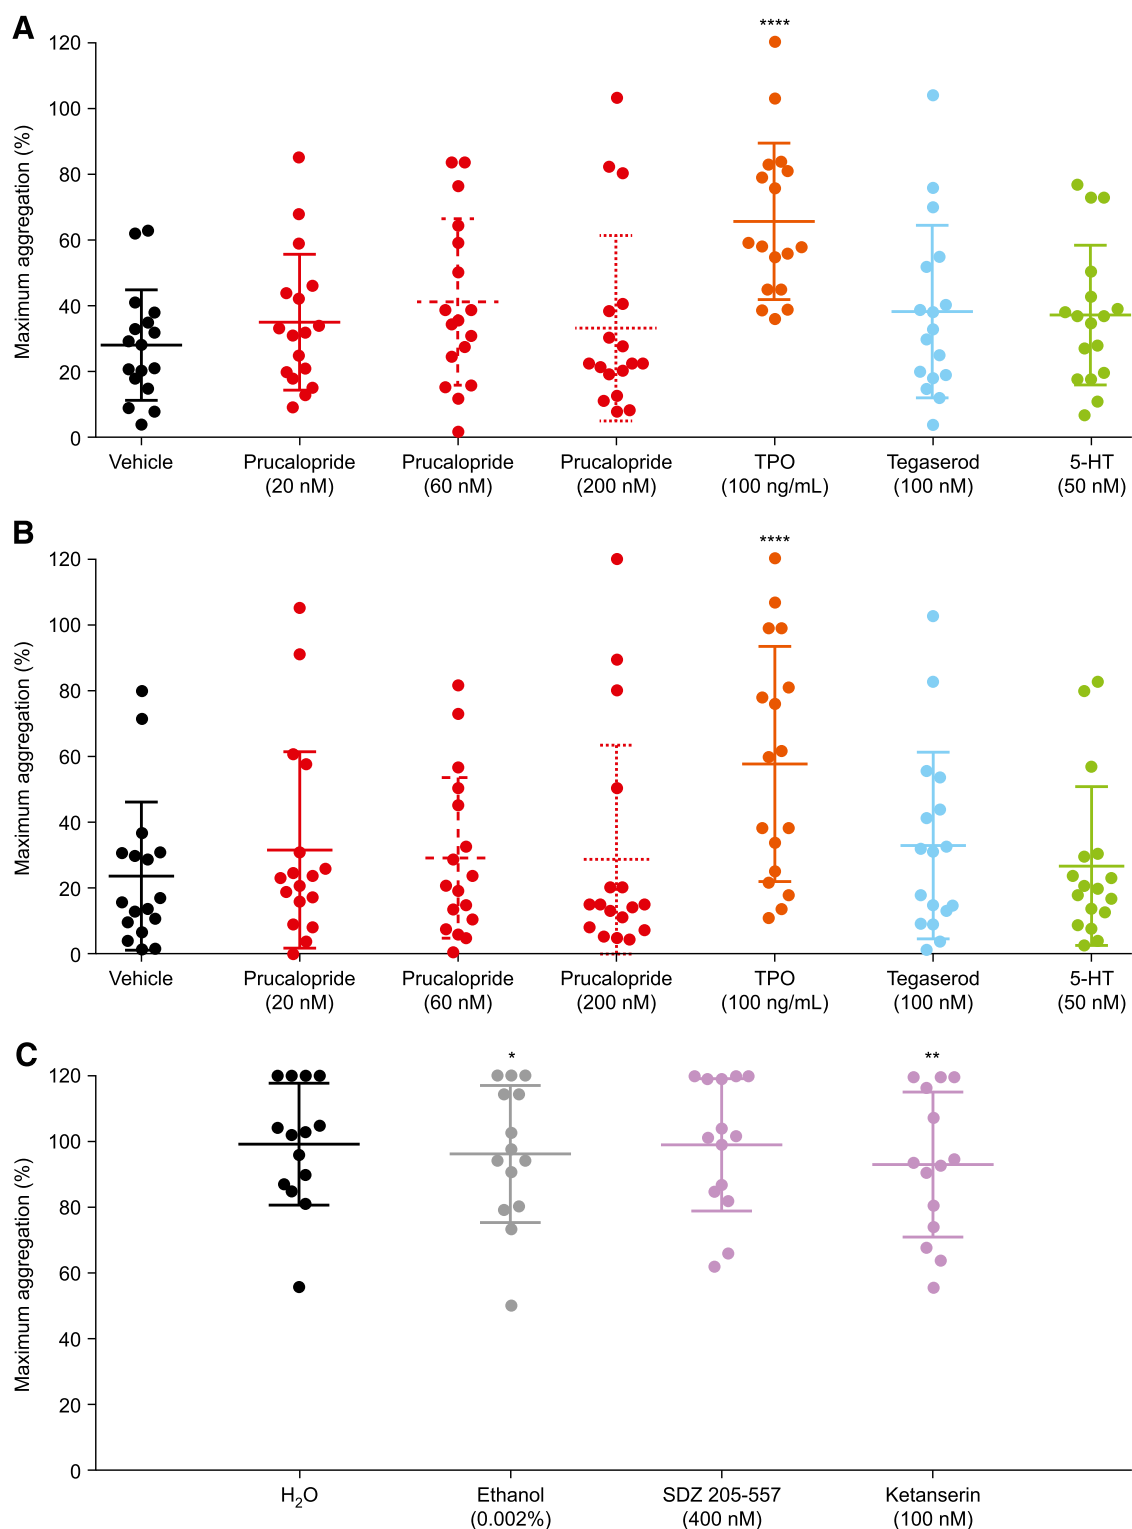 A
****
Maximum aggregation (%)
120
100
80
60
40
20
0
Vehicle
Prucalopride
(20 nM)
Prucalopride
(60 nM)
Prucalopride
(200 nM)
TPO
(100 ng/mL)
Tegaserod
(100 nM)
5-HT
(50 nM)
B
****
Maximum aggregation (%)
120
100
80
60
40
20
0
Vehicle
Prucalopride
(20 nM)
Prucalopride
(60 nM)
Prucalopride
(200 nM)
TPO
(100 ng/mL)
Tegaserod
(100 nM)
5-HT
(50 nM)
C
*
**
Maximum aggregation (%)
120
100
80
60
40
20
0
H₂O
Ethanol
(0.002%)
SDZ 205-557
(400 nM)
Ketanserin
(100 nM)